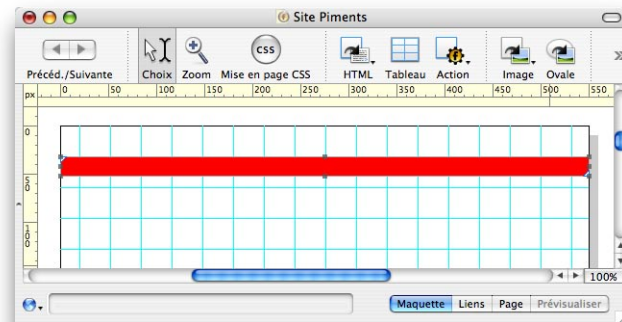 Site Piments
Précéd./Suivante Choix Zoom Mise en page CSS HTML Tableau Action Image Ovale
CSS
px 0 50 100 150 200 250 300 350 400 450 500 550
0
50
100
100%
Maquette Liens Page Prévisualiser